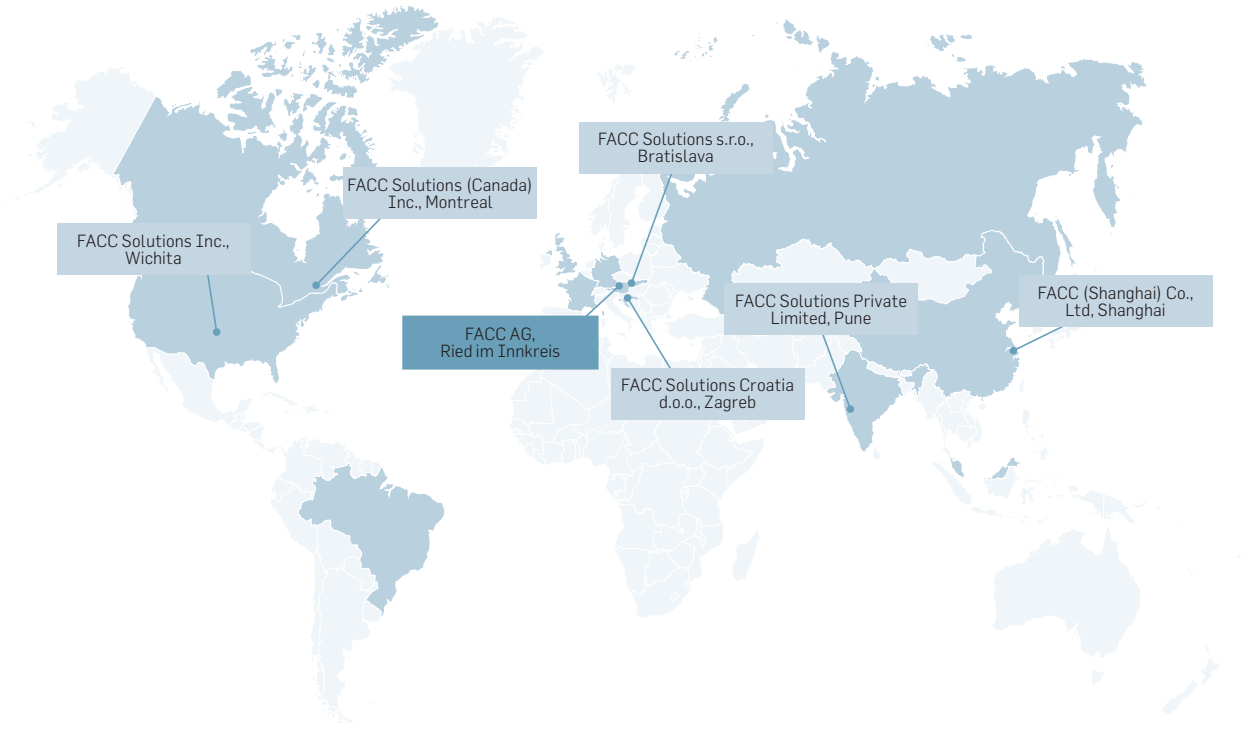 FACC Solutions s.r.o.,
Bratislava
FACC Solutions (Canada)
Inc., Montreal
FACC Solutions Inc.,
Wichita
FACC (Shanghai) Co.,
Ltd, Shanghai
FACC Solutions Private
Limited, Pune
FACC AG,
Ried im Innkreis
FACC Solutions Croatia
d.o.o., Zagreb